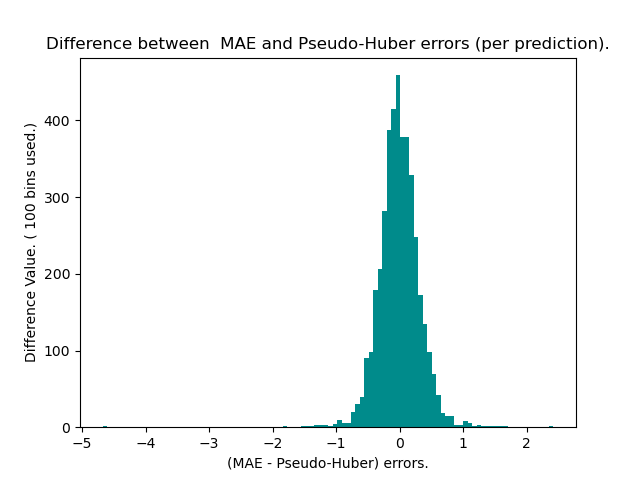 Difference between  MAE and Pseudo-Huber errors (per prediction).
Difference Value. ( 100 bins used.)
400
300
200
100
0
−5 −4 −3 −2 −1 0 1 2
(MAE - Pseudo-Huber) errors.